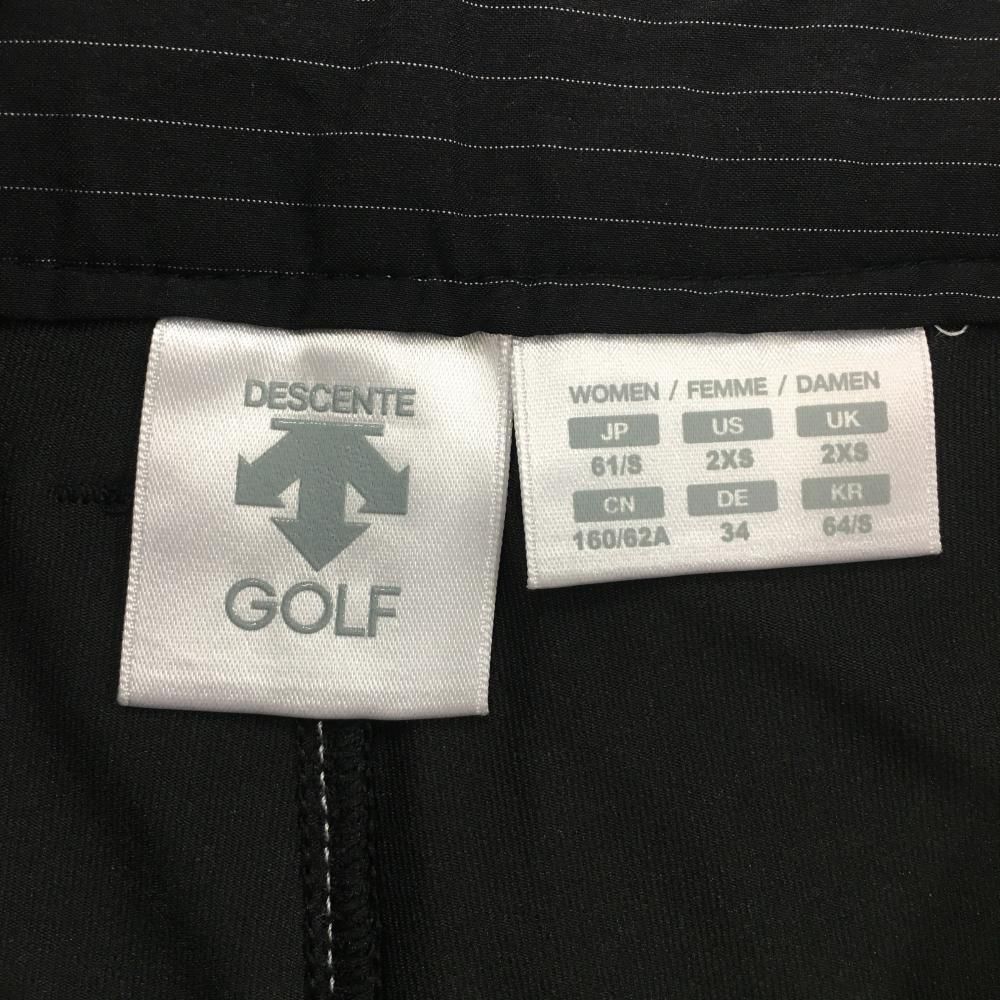 DESCENTE
GOLF
WOMEN / FEMME / DAMEN
JP US UK
61/S 2XS 2XS
CN DE KR
160/62A 34 64/S